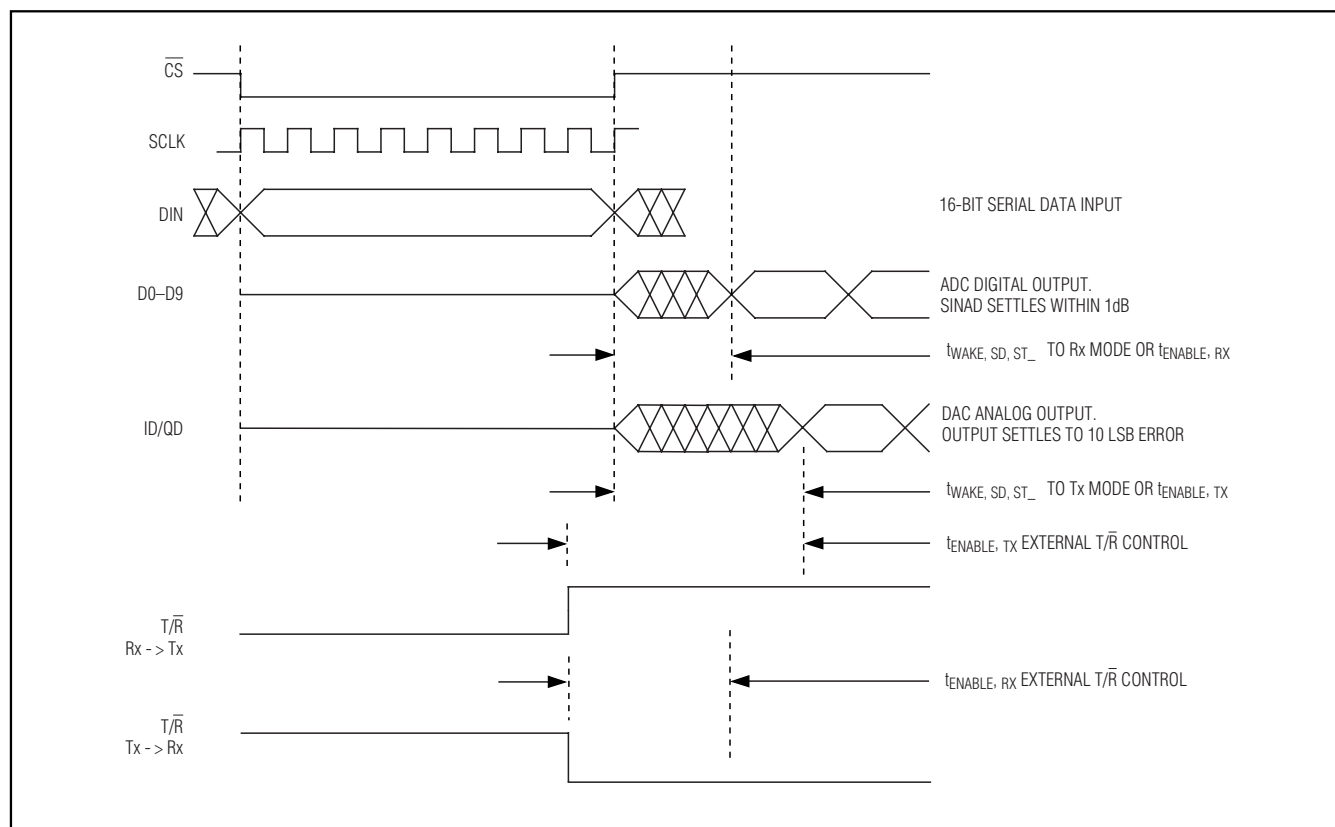 C̅S̅
SCLK
DIN
16-BIT SERIAL DATA INPUT
D0–D9
ADC DIGITAL OUTPUT.
SINAD SETTLES WITHIN 1dB
tWAKE, SD, ST_ TO Rx MODE OR tENABLE, RX
ID/QD
DAC ANALOG OUTPUT.
OUTPUT SETTLES TO 10 LSB ERROR
tWAKE, SD, ST_ TO Tx MODE OR tENABLE, TX
tENABLE, TX EXTERNAL T/R̅ CONTROL
T/R̅
Rx - > Tx
tENABLE, RX EXTERNAL T/R̅ CONTROL
T/R̅
Tx - > Rx